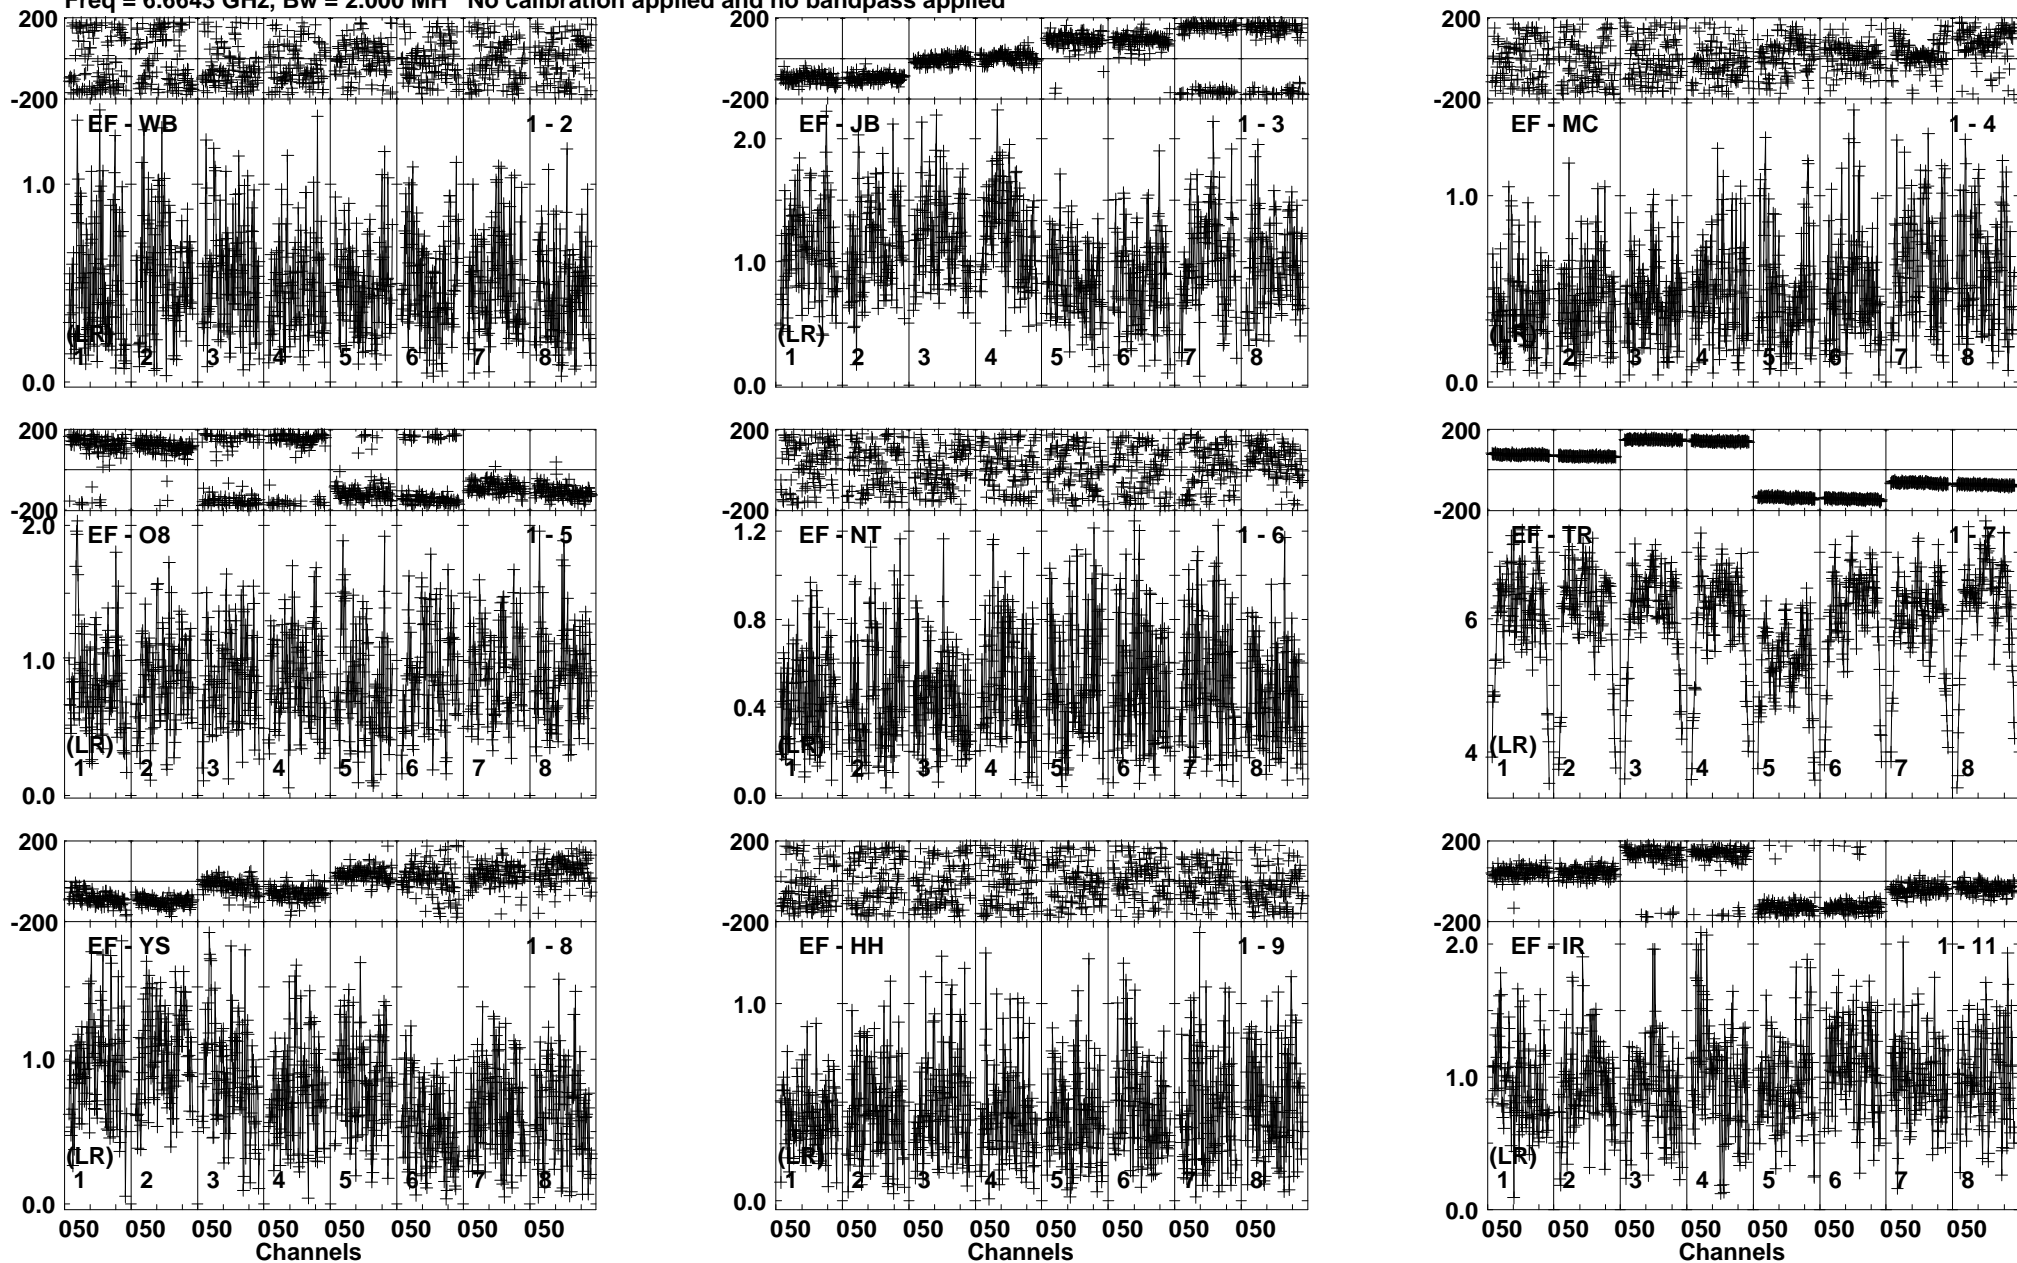 Freq = 6.6643 GHz, Bw = 2.000 MH No calibration applied and no bandpass applied
200
-200
EF - WB 1 - 2
1.0
(LR)
1 2 3 4 5 6 7 8
0.0
200
-200
EF - JB 1 - 3
2.0
1.0
(LR)
1 2 3 4 5 6 7 8
0.0
200
-200
EF - MC 1 - 4
1.0
(LR)
1 2 3 4 5 6 7 8
0.0
200
-200
2.0
EF - O8 1 - 5
1.0
(LR)
1 2 3 4 5 6 7 8
0.0
200
-200
EF - NT 1 - 6
1.2
0.8
0.4
(LR)
1 2 3 4 5 6 7 8
0.0
200
-200
EF - TR 1 - 7
6
4
(LR)
1 2 3 4 5 6 7 8
200
-200
EF - YS 1 - 8
1.0
(LR)
1 2 3 4 5 6 7 8
0.0
050 050 050 050 050 050 050 050
Channels
200
-200
EF - HH 1 - 9
1.0
(LR)
1 2 3 4 5 6 7 8
0.0
050 050 050 050 050 050 050 050
Channels
200
-200
EF - IR 1 - 11
2.0
1.0
(LR)
1 2 3 4 5 6 7 8
0.0
050 050 050 050 050 050 050 050
Channels